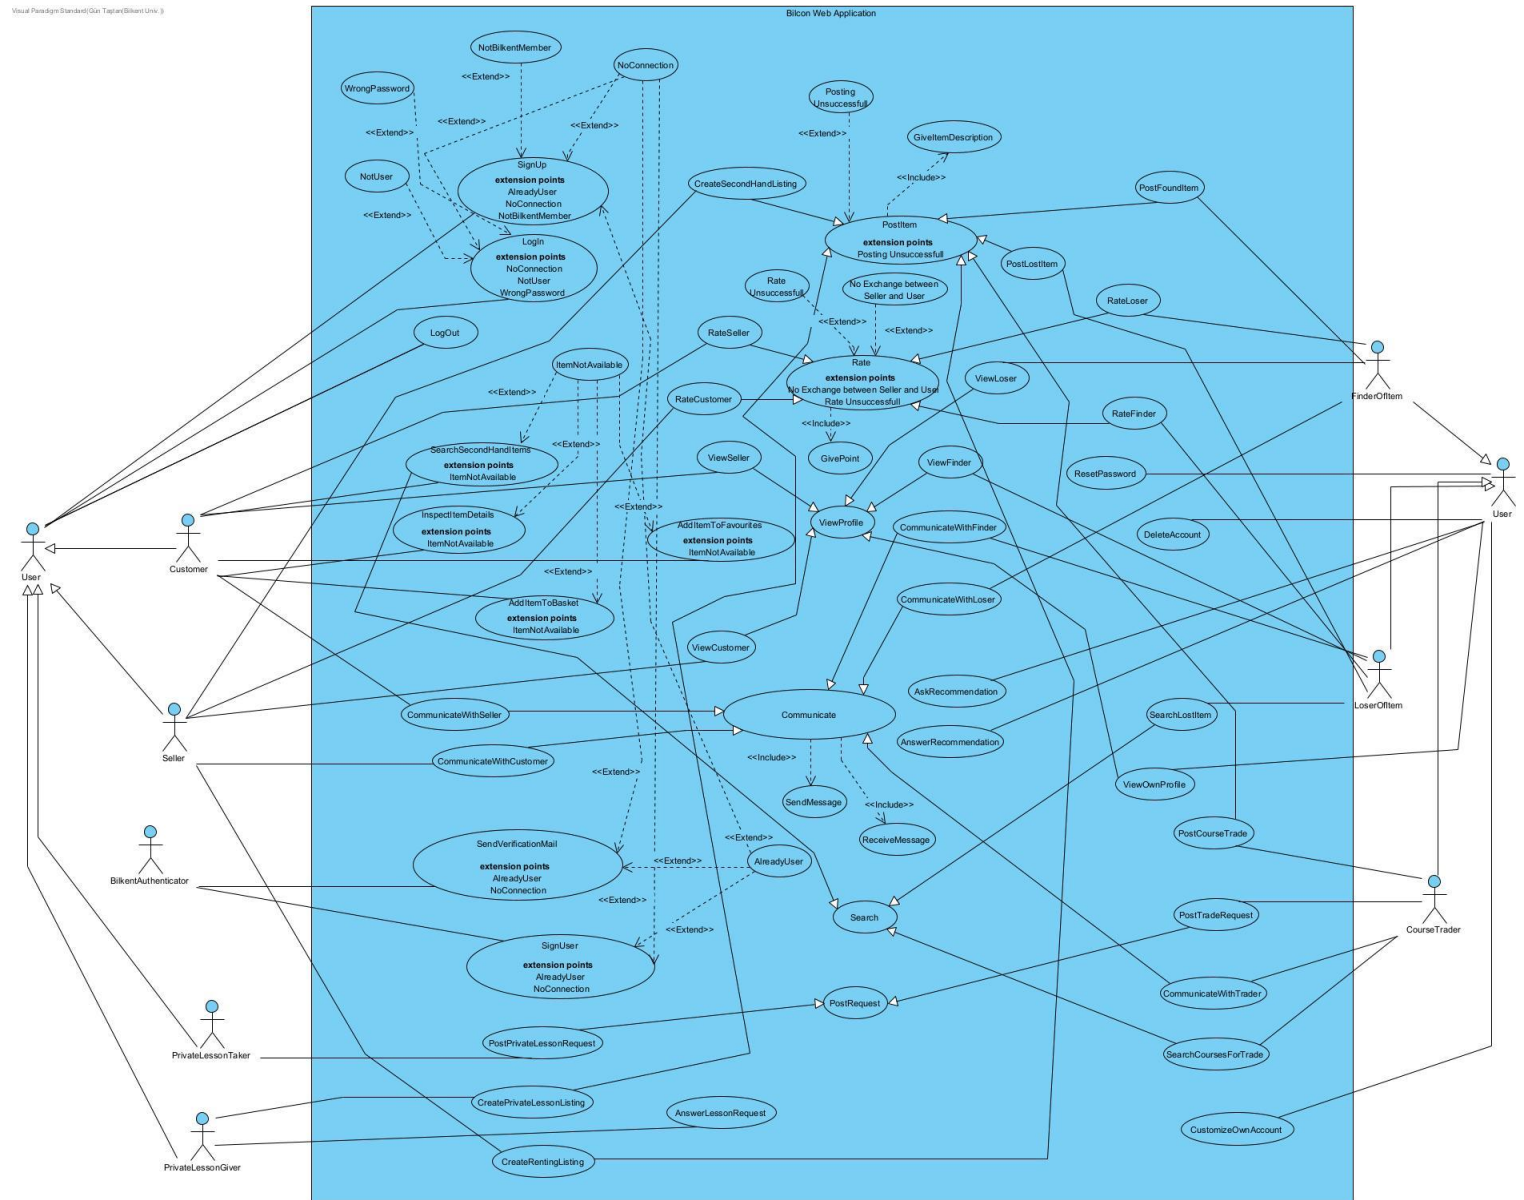 Visual Paradigm Standard(Gün Taştan(Bilkent Univ.))
Bilcon Web Application
NotBilkentMember
NoConnection
<<Extend>>
WrongPassword
Posting
Unsuccessfull
<<Extend>>
<<Extend>>
<<Extend>>
<<Extend>>
<<Extend>>
GiveItemDescription
SignUp
extension points
AlreadyUser
NoConnection
NotBilkentMember
NotUser
<<Extend>>
CreateSecondHandListing
<<Include>>
PostFoundItem
PostItem
extension points
Posting Unsuccessfull
LogIn
extension points
NoConnection
NotUser
WrongPassword
PostLostItem
Rate
Unsuccessfull
No Exchange between
Seller and User
RateLoser
LogOut
RateSeller
<<Extend>>
<<Extend>>
ItemNotAvailable
Rate
extension points
No Exchange between Seller and User
Rate Unsuccessfull
ViewLoser
FinderOfItem
<<Extend>>
RateCustomer
RateFinder
<<Include>>
SearchSecondHandItems
extension points
ItemNotAvailable
<<Extend>>
ViewSeller
GivePoint
ViewFinder
ResetPassword
User
<<Extend>>
InspectItemDetails
extension points
ItemNotAvailable
AddItemToFavourites
extension points
ItemNotAvailable
ViewProfile
CommunicateWithFinder
DeleteAccount
User
Customer
<<Extend>>
AddItemToBasket
extension points
ItemNotAvailable
CommunicateWithLoser
ViewCustomer
AskRecommendation
LoserOfItem
CommunicateWithSeller
Communicate
SearchLostItem
AnswerRecommendation
Seller
CommunicateWithCustomer
<<Include>>
<<Extend>>
ViewOwnProfile
SendMessage
<<Include>>
ReceiveMessage
PostCourseTrade
SendVerificationMail
extension points
AlreadyUser
NoConnection
<<Extend>>
<<Extend>>
AlreadyUser
BilkentAuthenticator
<<Extend>>
Search
PostTradeRequest
<<Extend>>
CourseTrader
SignUser
extension points
AlreadyUser
NoConnection
CommunicateWithTrader
PostRequest
PostPrivateLessonRequest
PrivateLessonTaker
SearchCoursesForTrade
CreatePrivateLessonListing
AnswerLessonRequest
CustomizeOwnAccount
PrivateLessonGiver
CreateRentingListing